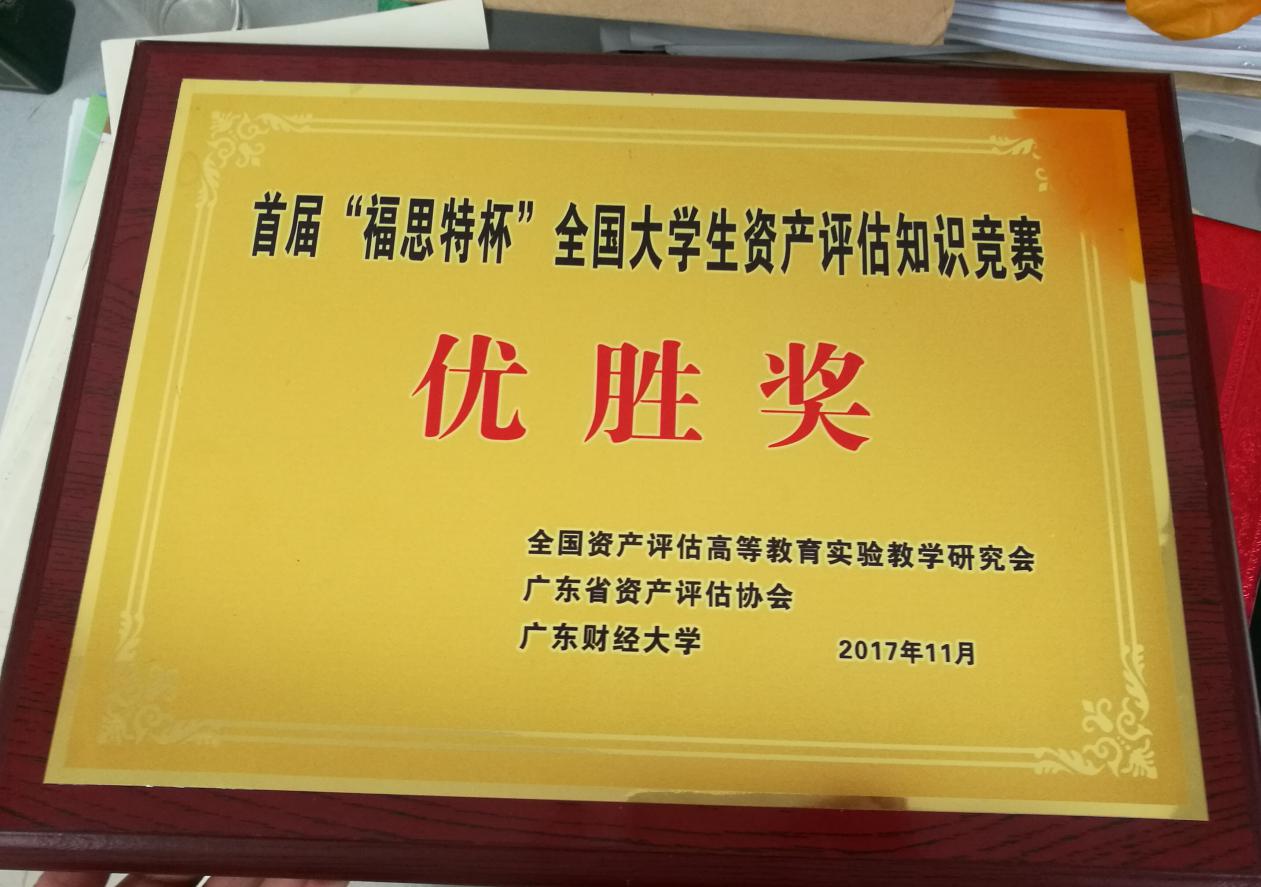 首届“福思特杯”全国大学生资产评估知识竞赛
优胜奖
全国资产评估高等教育实验教学研究会
广东省资产评估协会
广东财经大学 2017年11月